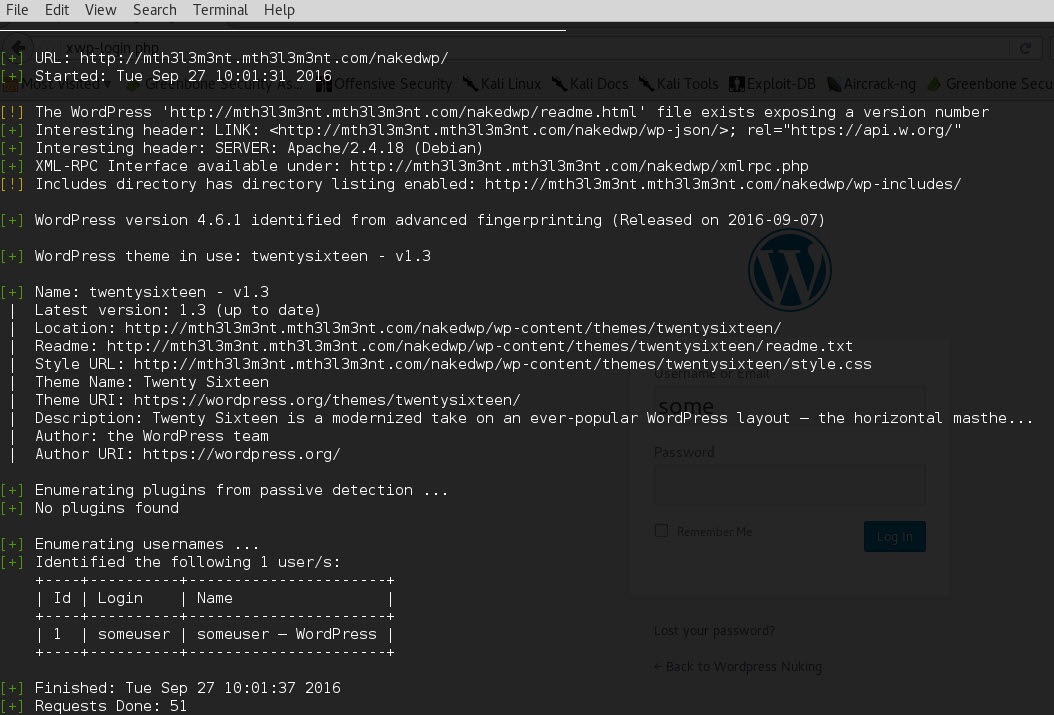 File Edit View Search Terminal Help
xwp-login.php
[+] URL: http://mth3l3m3nt.mth3l3m3nt.com/nakedwp/
[+] Started: Tue Sep 27 10:01:31 2016
Most Visited Greenbone Security As... Offensive Security Kali Linux Kali Docs Kali Tools Exploit-DB Aircrack-ng Greenbone Secu
[!] The WordPress 'http://mth3l3m3nt.mth3l3m3nt.com/nakedwp/readme.html' file exists exposing a version number
[+] Interesting header: LINK: <http://mth3l3m3nt.mth3l3m3nt.com/nakedwp/wp-json/>; rel="https://api.w.org/"
[+] Interesting header: SERVER: Apache/2.4.18 (Debian)
[+] XML-RPC Interface available under: http://mth3l3m3nt.mth3l3m3nt.com/nakedwp/xmlrpc.php
[!] Includes directory has directory listing enabled: http://mth3l3m3nt.mth3l3m3nt.com/nakedwp/wp-includes/
[+] WordPress version 4.6.1 identified from advanced fingerprinting (Released on 2016-09-07)
[+] WordPress theme in use: twentysixteen - v1.3
[+] Name: twentysixteen - v1.3
| Latest version: 1.3 (up to date)
| Location: http://mth3l3m3nt.mth3l3m3nt.com/nakedwp/wp-content/themes/twentysixteen/
| Readme: http://mth3l3m3nt.mth3l3m3nt.com/nakedwp/wp-content/themes/twentysixteen/readme.txt
| Style URL: http://mth3l3m3nt.mth3l3m3nt.com/nakedwp/wp-content/themes/twentysixteen/style.css
| Theme Name: Twenty Sixteen
| Theme URI: https://wordpress.org/themes/twentysixteen/
| Description: Twenty Sixteen is a modernized take on an ever-popular WordPress layout — the horizontal masthe...
| Author: the WordPress team
| Author URI: https://wordpress.org/
[+] Enumerating plugins from passive detection ...
[+] No plugins found
[+] Enumerating usernames ...
[+] Identified the following 1 user/s:
+----+----------+----------------------+
| Id | Login | Name |
+----+----------+----------------------+
| 1 | someuser | someuser — WordPress |
+----+----------+----------------------+
[+] Finished: Tue Sep 27 10:01:37 2016
[+] Requests Done: 51
Username or Email
some
Password
Remember Me
Log In
Lost your password?
← Back to Wordpress Nuking